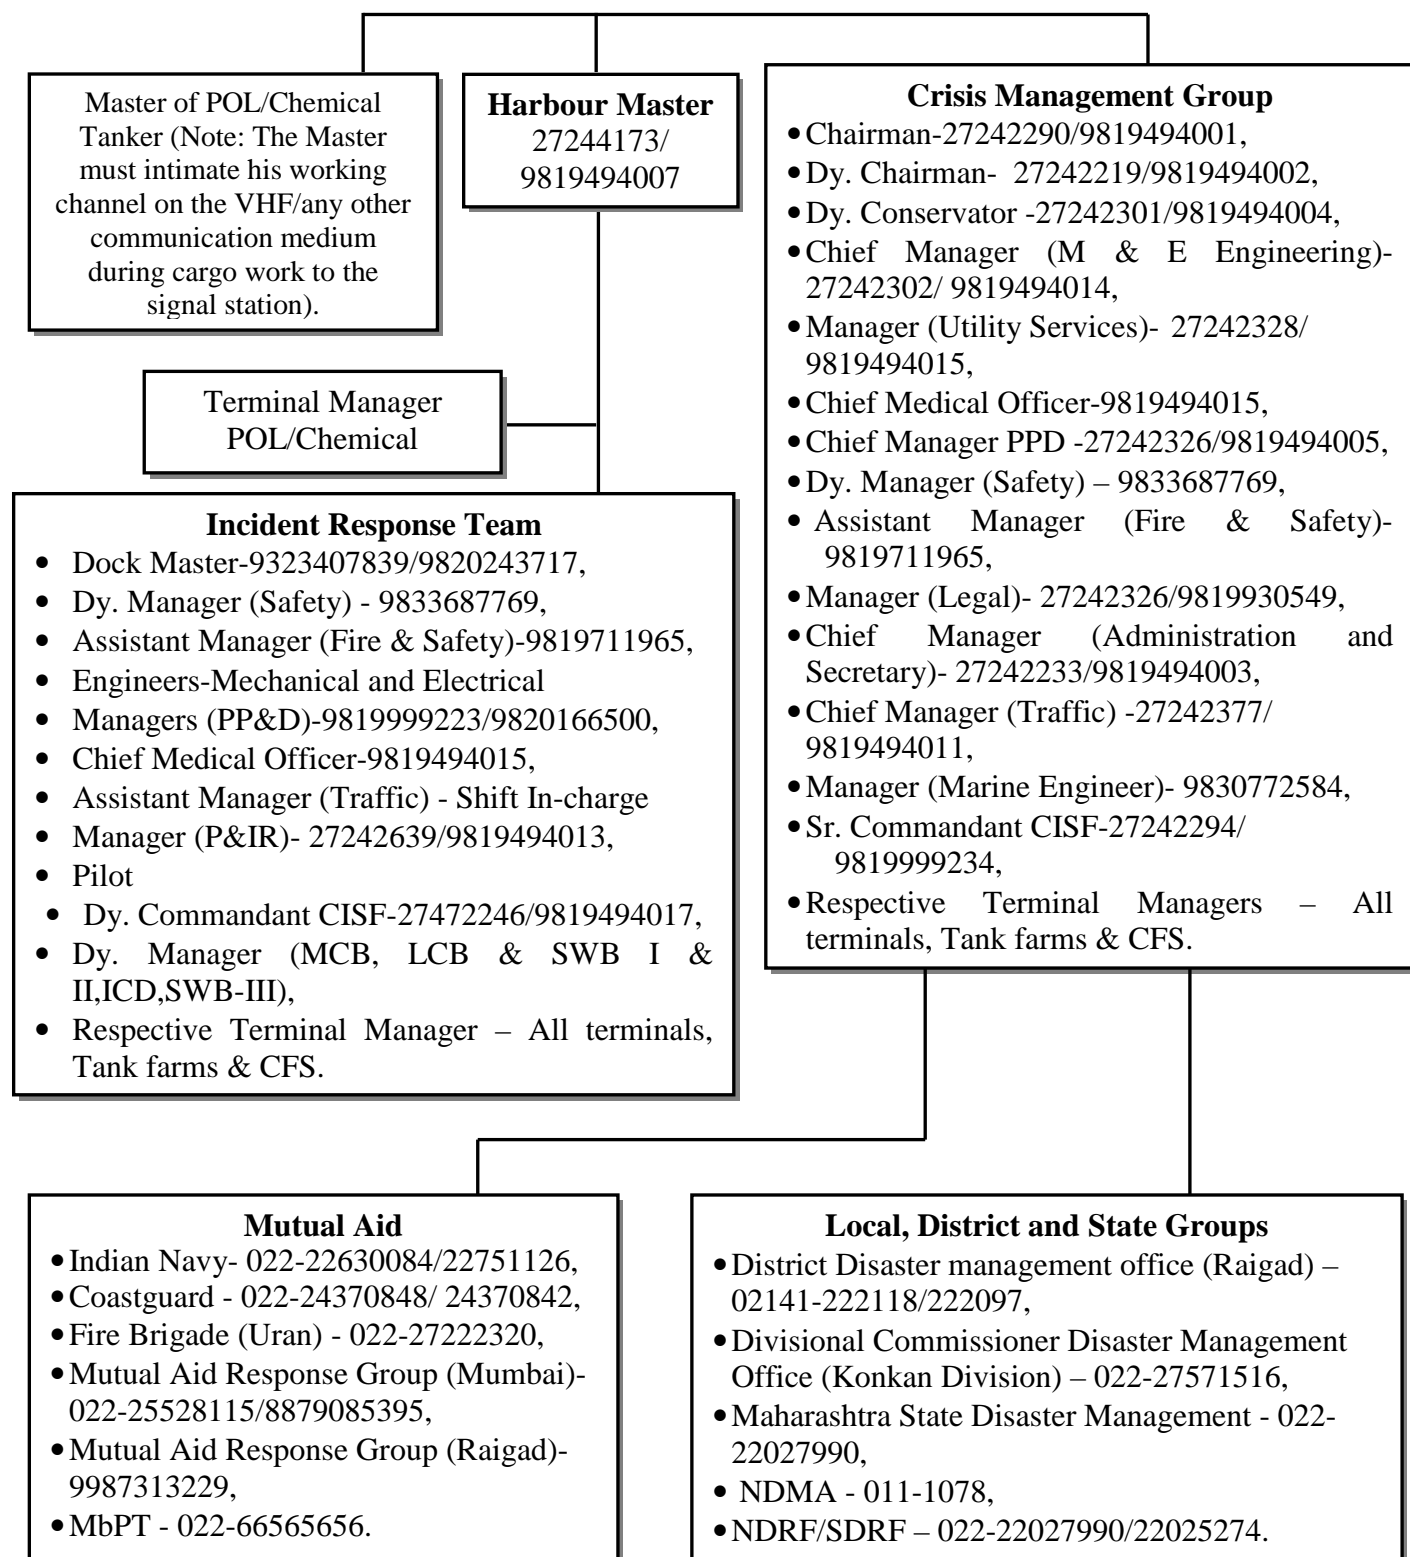 Master of POL/Chemical
Tanker (Note: The Master
must intimate his working
channel on the VHF/any other
communication medium
during cargo work to the
signal station).
Harbour Master
27244173/
9819494007
Crisis Management Group
•Chairman-27242290/9819494001,
•Dy. Chairman- 27242219/9819494002,
•Dy. Conservator -27242301/9819494004,
•Chief Manager (M & E Engineering)-
27242302/ 9819494014,
•Manager (Utility Services)- 27242328/
9819494015,
•Chief Medical Officer-9819494015,
•Chief Manager PPD -27242326/9819494005,
•Dy. Manager (Safety) – 9833687769,
• Assistant Manager (Fire & Safety)-
9819711965,
•Manager (Legal)- 27242326/9819930549,
•Chief Manager (Administration and
Secretary)- 27242233/9819494003,
•Chief Manager (Traffic) -27242377/
9819494011,
•Manager (Marine Engineer)- 9830772584,
•Sr. Commandant CISF-27242294/
9819999234,
•Respective Terminal Managers – All
terminals, Tank farms & CFS.
Terminal Manager
POL/Chemical
Incident Response Team
• Dock Master-9323407839/9820243717,
• Dy. Manager (Safety) - 9833687769,
• Assistant Manager (Fire & Safety)-9819711965,
• Engineers-Mechanical and Electrical
• Managers (PP&D)-9819999223/9820166500,
• Chief Medical Officer-9819494015,
• Assistant Manager (Traffic) - Shift In-charge
• Manager (P&IR)- 27242639/9819494013,
• Pilot
• Dy. Commandant CISF-27472246/9819494017,
• Dy. Manager (MCB, LCB & SWB I &
II,ICD,SWB-III),
• Respective Terminal Manager – All terminals,
Tank farms & CFS.
Mutual Aid
•Indian Navy- 022-22630084/22751126,
•Coastguard - 022-24370848/ 24370842,
•Fire Brigade (Uran) - 022-27222320,
•Mutual Aid Response Group (Mumbai)-
022-25528115/8879085395,
•Mutual Aid Response Group (Raigad)-
9987313229,
•MbPT - 022-66565656.
Local, District and State Groups
•District Disaster management office (Raigad) –
02141-222118/222097,
•Divisional Commissioner Disaster Management
Office (Konkan Division) – 022-27571516,
•Maharashtra State Disaster Management - 022-
22027990,
• NDMA - 011-1078,
•NDRF/SDRF – 022-22027990/22025274.